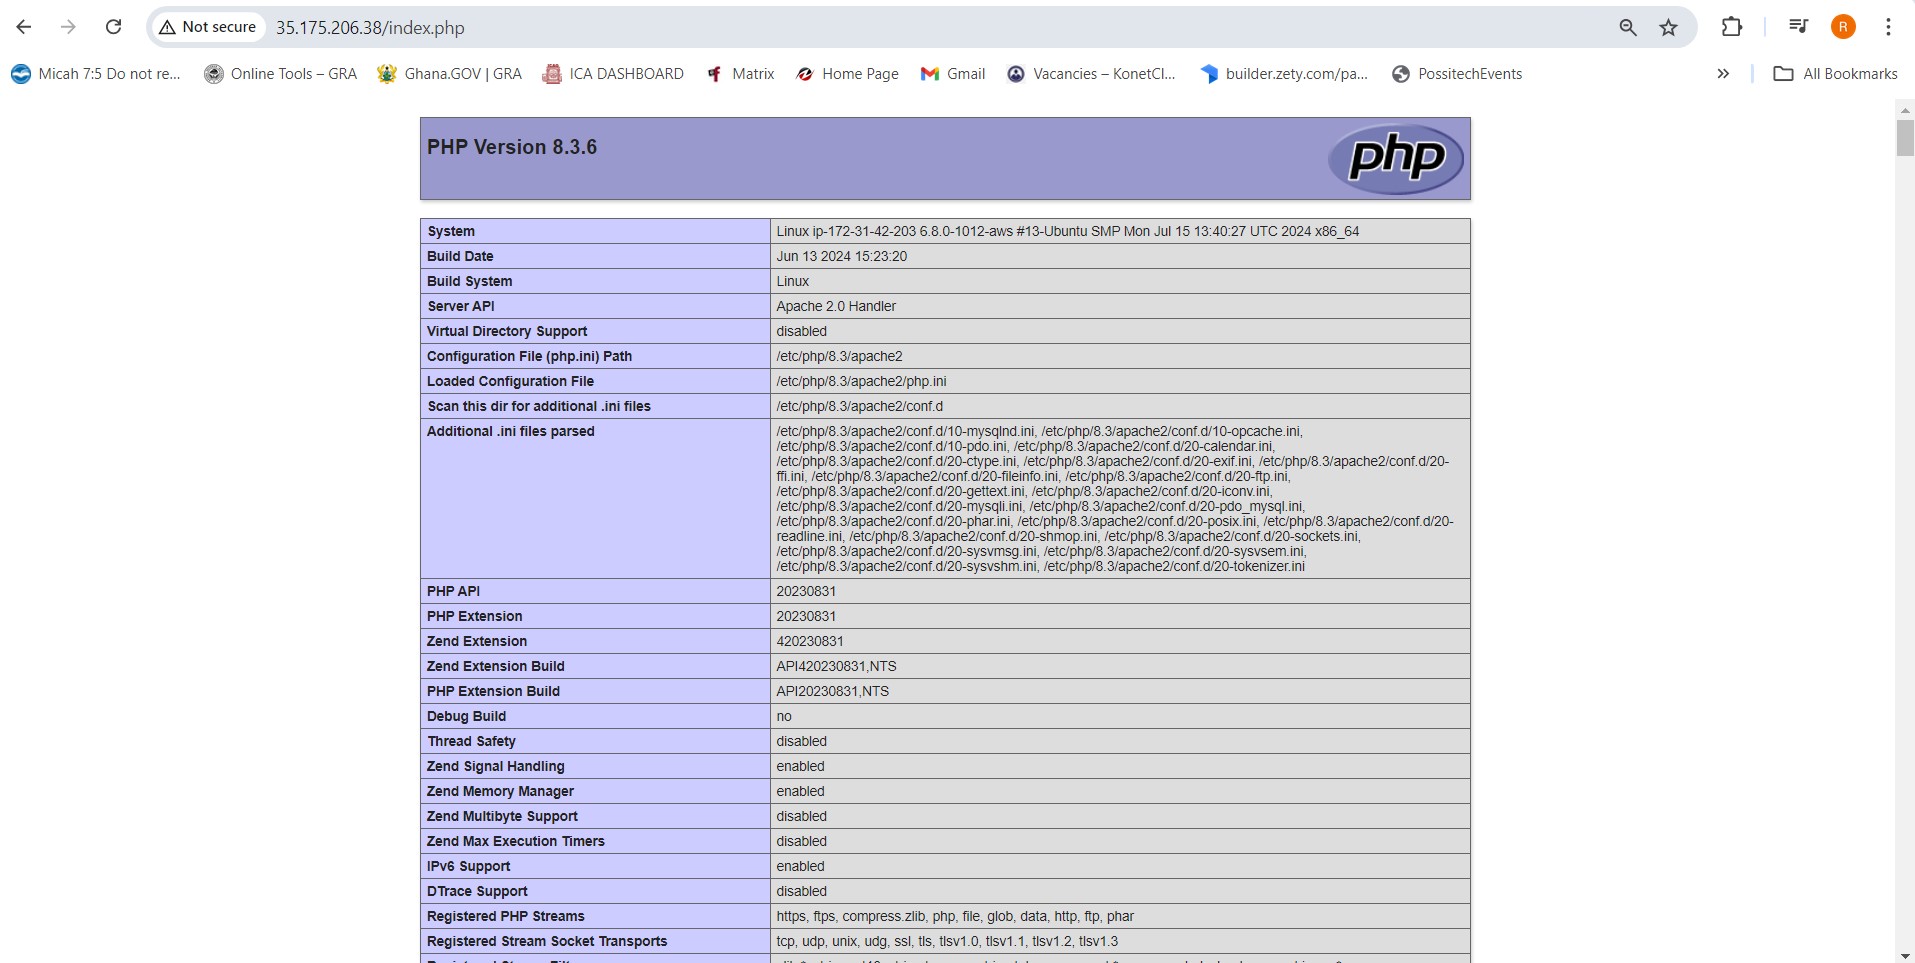 Not secure 35.175.206.38/index.php R
Micah 7:5 Do not re... Online Tools – GRA Ghana.GOV | GRA ICA DASHBOARD Matrix Home Page Gmail Vacancies – KonetCl... builder.zety.com/pa... PossitechEvents » All Bookmarks
PHP Version 8.3.6 php
System Linux ip-172-31-42-203 6.8.0-1012-aws #13-Ubuntu SMP Mon Jul 15 13:40:27 UTC 2024 x86_64
Build Date Jun 13 2024 15:23:20
Build System Linux
Server API Apache 2.0 Handler
Virtual Directory Support disabled
Configuration File (php.ini) Path /etc/php/8.3/apache2
Loaded Configuration File /etc/php/8.3/apache2/php.ini
Scan this dir for additional .ini files /etc/php/8.3/apache2/conf.d
Additional .ini files parsed /etc/php/8.3/apache2/conf.d/10-mysqlnd.ini, /etc/php/8.3/apache2/conf.d/10-opcache.ini,
/etc/php/8.3/apache2/conf.d/10-pdo.ini, /etc/php/8.3/apache2/conf.d/20-calendar.ini,
/etc/php/8.3/apache2/conf.d/20-ctype.ini, /etc/php/8.3/apache2/conf.d/20-exif.ini, /etc/php/8.3/apache2/conf.d/20-
ffi.ini, /etc/php/8.3/apache2/conf.d/20-fileinfo.ini, /etc/php/8.3/apache2/conf.d/20-ftp.ini,
/etc/php/8.3/apache2/conf.d/20-gettext.ini, /etc/php/8.3/apache2/conf.d/20-iconv.ini,
/etc/php/8.3/apache2/conf.d/20-mysqli.ini, /etc/php/8.3/apache2/conf.d/20-pdo_mysql.ini,
/etc/php/8.3/apache2/conf.d/20-phar.ini, /etc/php/8.3/apache2/conf.d/20-posix.ini, /etc/php/8.3/apache2/conf.d/20-
readline.ini, /etc/php/8.3/apache2/conf.d/20-shmop.ini, /etc/php/8.3/apache2/conf.d/20-sockets.ini,
/etc/php/8.3/apache2/conf.d/20-sysvmsg.ini, /etc/php/8.3/apache2/conf.d/20-sysvsem.ini,
/etc/php/8.3/apache2/conf.d/20-sysvshm.ini, /etc/php/8.3/apache2/conf.d/20-tokenizer.ini
PHP API 20230831
PHP Extension 20230831
Zend Extension 420230831
Zend Extension Build API420230831,NTS
PHP Extension Build API20230831,NTS
Debug Build no
Thread Safety disabled
Zend Signal Handling enabled
Zend Memory Manager enabled
Zend Multibyte Support disabled
Zend Max Execution Timers disabled
IPv6 Support enabled
DTrace Support disabled
Registered PHP Streams https, ftps, compress.zlib, php, file, glob, data, http, ftp, phar
Registered Stream Socket Transports tcp, udp, unix, udg, ssl, tls, tlsv1.0, tlsv1.1, tlsv1.2, tlsv1.3